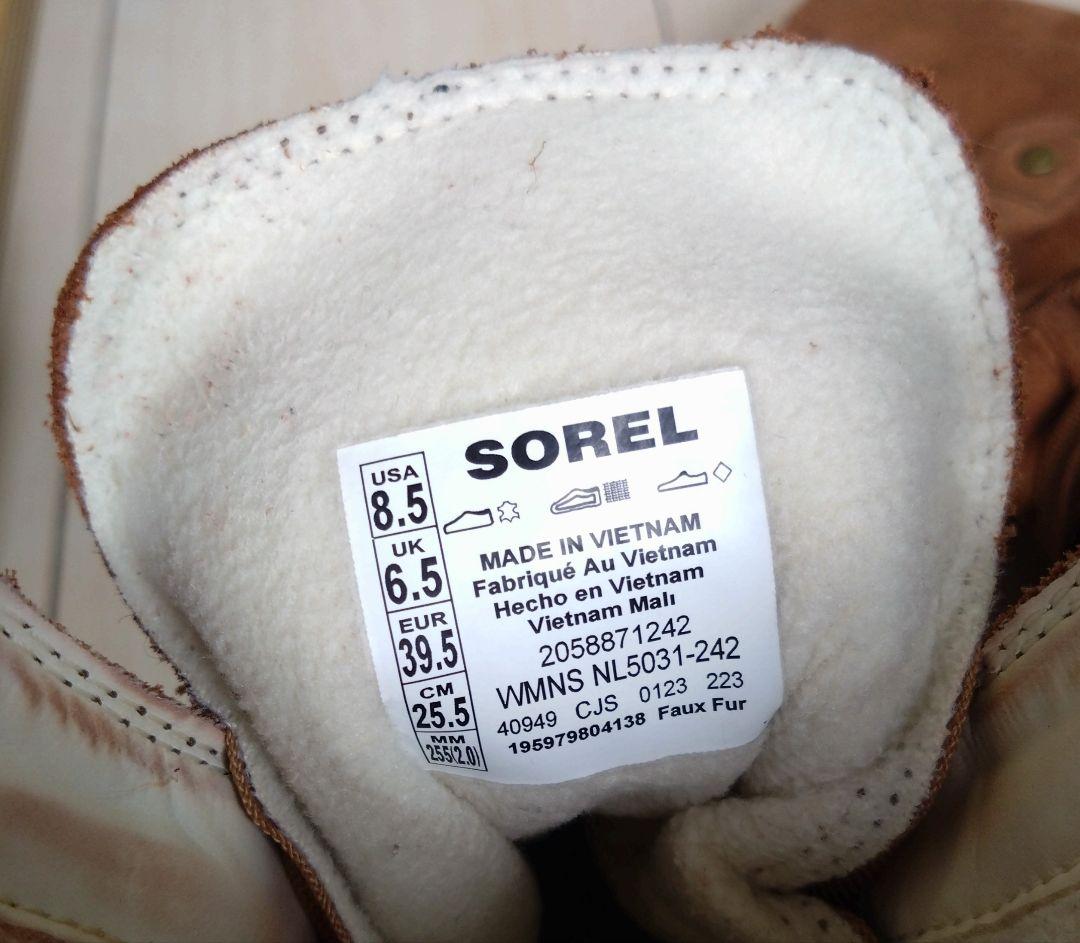 SOREL
USA
8.5
UK
6.5
EUR
39.5
CM
25.5
MM
255(2.0)
MADE IN VIETNAM
Fabriqué Au Vietnam
Hecho en Vietnam
Vietnam Malı
2058871242
WMNS NL5031-242
40949 CJS 0123 223
195979804138 Faux Fur